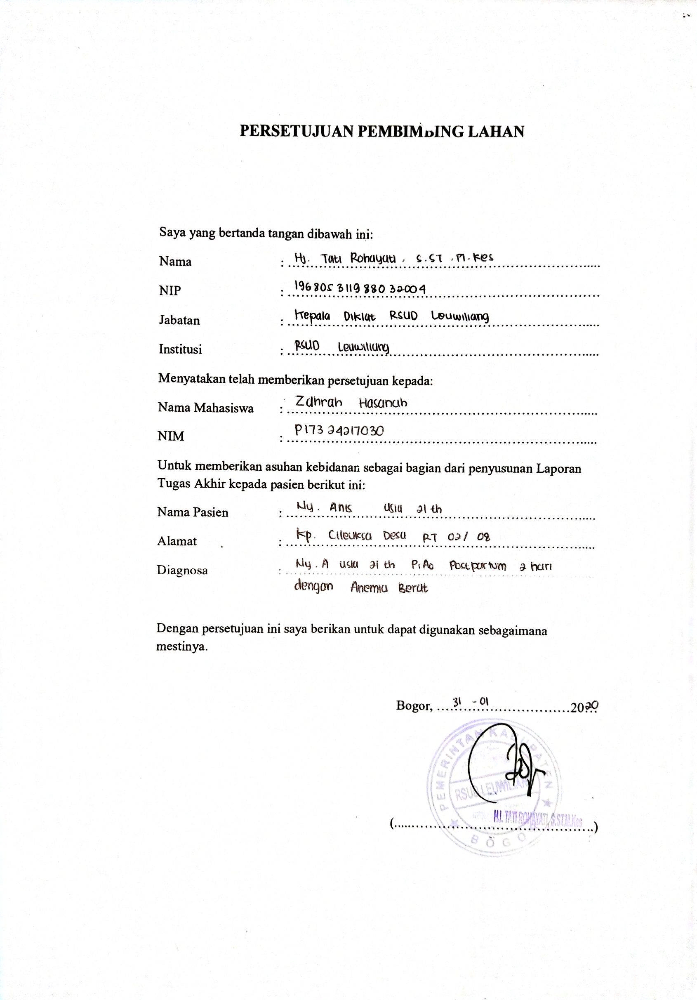 PERSETUJUAN PEMBIMBING LAHAN
Saya yang bertanda tangan dibawah ini:
Nama : Hj. Tati Rohayati, S.ST, M.Kes
NIP : 196805311988032004
Jabatan : Kepala Diklat RSUD Leuwiliang
Institusi : RSUD Leuwiliang
Menyatakan telah memberikan persetujuan kepada:
Nama Mahasiswa : Zahrah Hasanah
NIM : P17324217030
Untuk memberikan asuhan kebidanan sebagai bagian dari penyusunan Laporan
Tugas Akhir kepada pasien berikut ini:
Nama Pasien : Ny. Anis usia 21 th
Alamat : Kp. Cileuksa Desa RT 02/08
Diagnosa : Ny. A usia 21 th P1A0 Postpartum 2 hari
dengan Anemia Berat
Dengan persetujuan ini saya berikan untuk dapat digunakan sebagaimana
mestinya.
Bogor, 31 - 01 2020
PEMERINTAH KABUPATEN
RSUD LEUWILIANG
(HJ. TATI ROHAYATI, S.ST.M.Kes)
BOGO